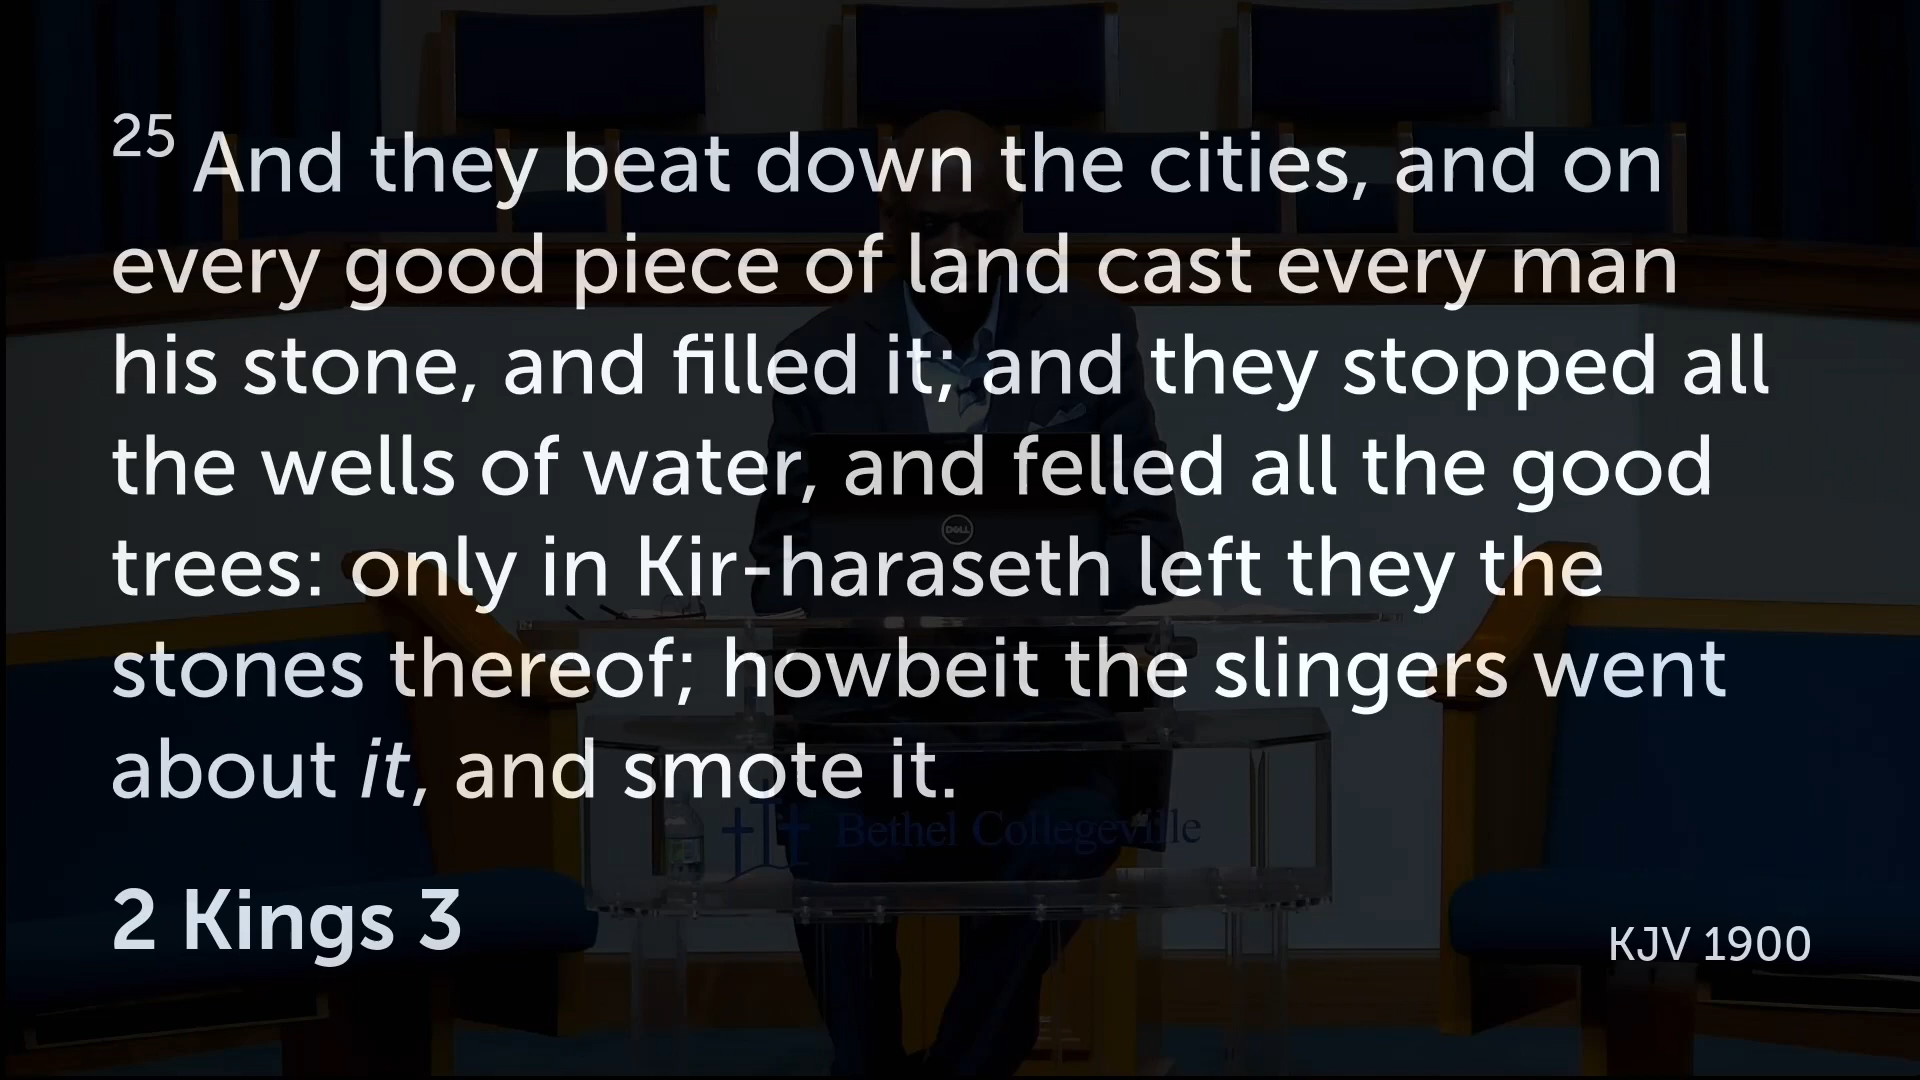 25 And they beat down the cities, and on
every good piece of land cast every man
his stone, and filled it; and they stopped all
the wells of water, and felled all the good
trees: only in Kir-haraseth left they the
stones thereof; howbeit the slingers went
about it, and smote it.
2 Kings 3
KJV 1900
DELL
Bethel Collegeville